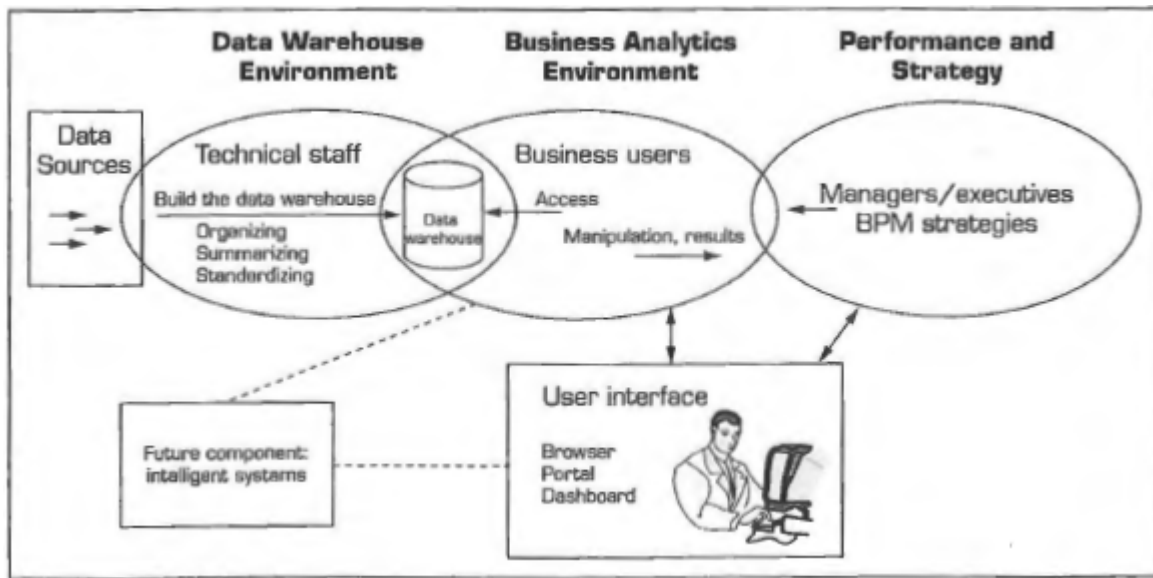 Data Warehouse
Environment
Business Analytics
Environment
Performance and
Strategy
Data
Sources
Technical staff
Build the data warehouse
Organizing
Summarizing
Standardizing
Data
warehouse
Business users
Access
Manipulation, results
Managers/executives
BPM strategies
Future component:
intelligent systems
User interface
Browser
Portal
Dashboard